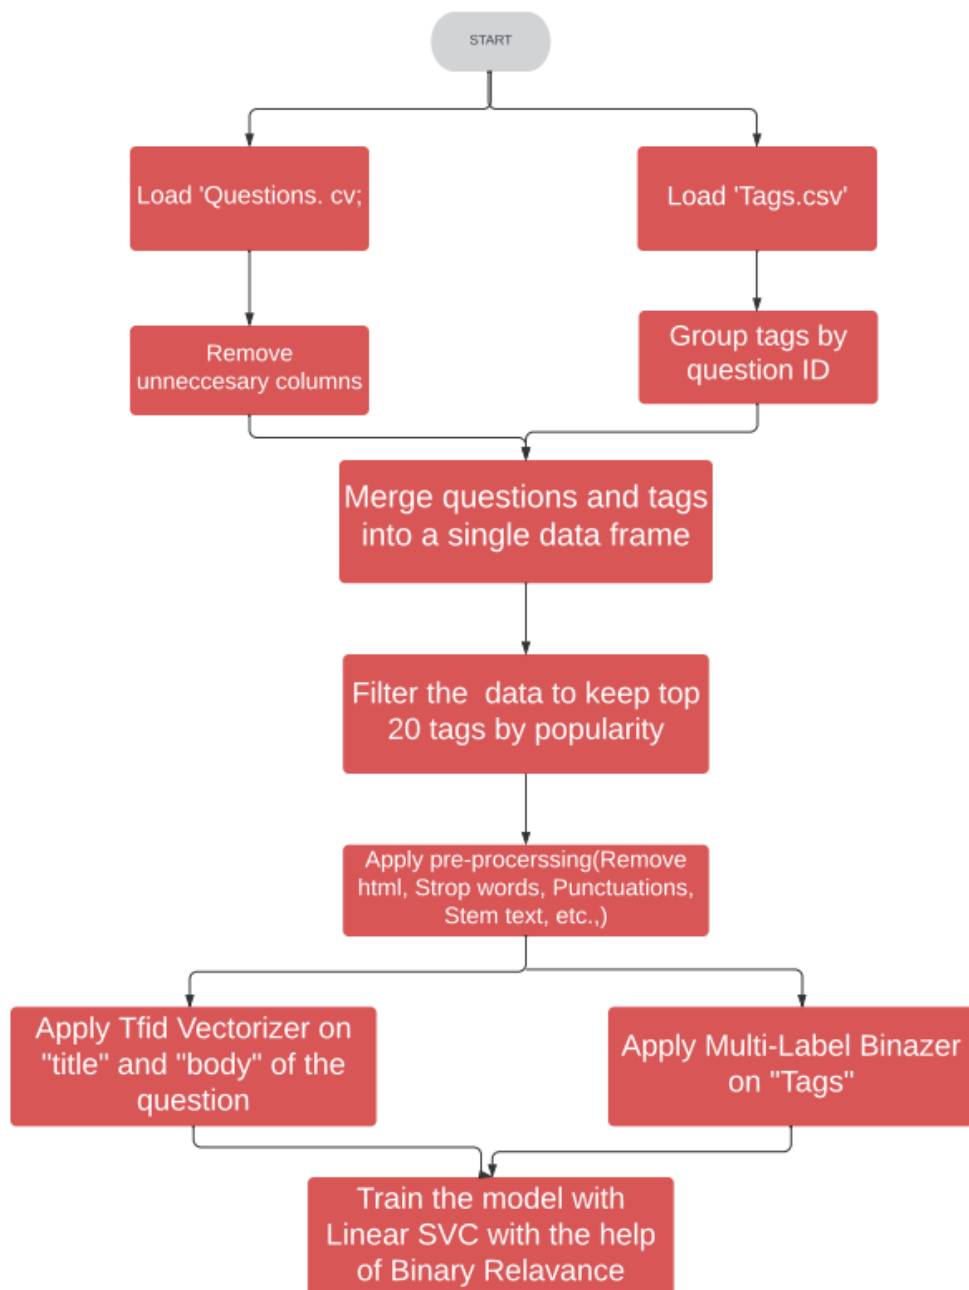 START
Load 'Questions. cv;
Load 'Tags.csv'
Remove
unneccesary columns
Group tags by
question ID
Merge questions and tags
into a single data frame
Filter the  data to keep top
20 tags by popularity
Apply pre-procerssing(Remove
html, Strop words, Punctuations,
Stem text, etc.,)
Apply Tfid Vectorizer on
"title" and "body" of the
question
Apply Multi-Label Binazer
on "Tags"
Train the model with
Linear SVC with the help
of Binary Relavance